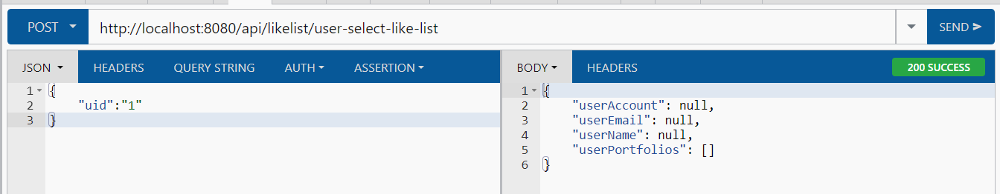 POST
http://localhost:8080/api/likelist/user-select-like-list
SEND
JSON HEADERS QUERY STRING AUTH ASSERTION
1 {
2 "uid":"1"
3 }
BODY HEADERS 200 SUCCESS
1 {
2 "userAccount": null,
3 "userEmail": null,
4 "userName": null,
5 "userPortfolios": []
6 }